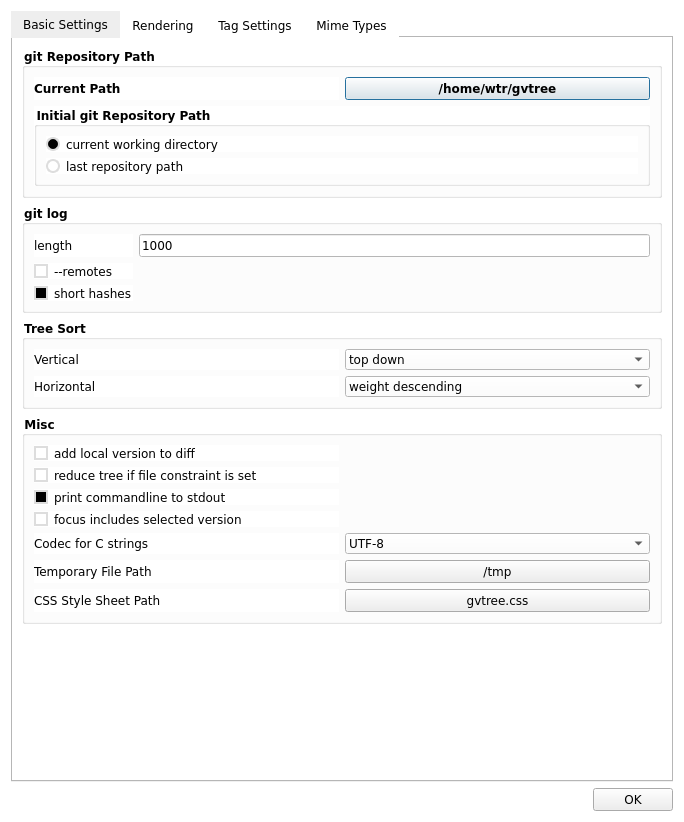 Basic Settings Rendering Tag Settings Mime Types
git Repository Path
Current Path /home/wtr/gvtree
Initial git Repository Path
current working directory
last repository path
git log
length 1000
--remotes
short hashes
Tree Sort
Vertical top down
Horizontal weight descending
Misc
add local version to diff
reduce tree if file constraint is set
print commandline to stdout
focus includes selected version
Codec for C strings UTF-8
Temporary File Path /tmp
CSS Style Sheet Path gvtree.css
OK